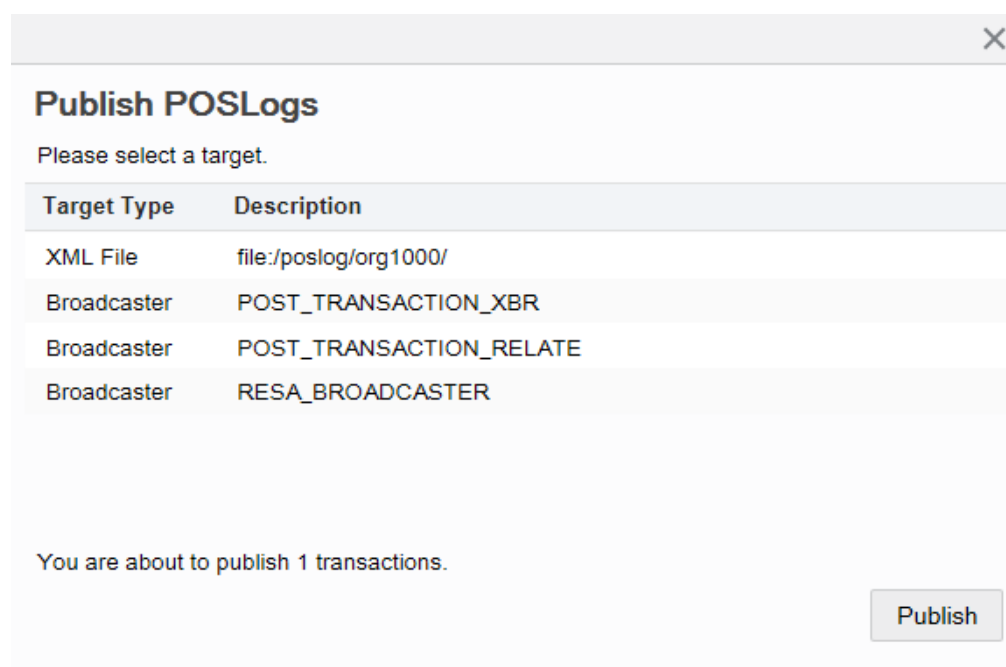 Publish POSLogs
Please select a target.
Target Type Description
XML File file:/poslog/org1000/
Broadcaster POST_TRANSACTION_XBR
Broadcaster POST_TRANSACTION_RELATE
Broadcaster RESA_BROADCASTER
You are about to publish 1 transactions.
Publish